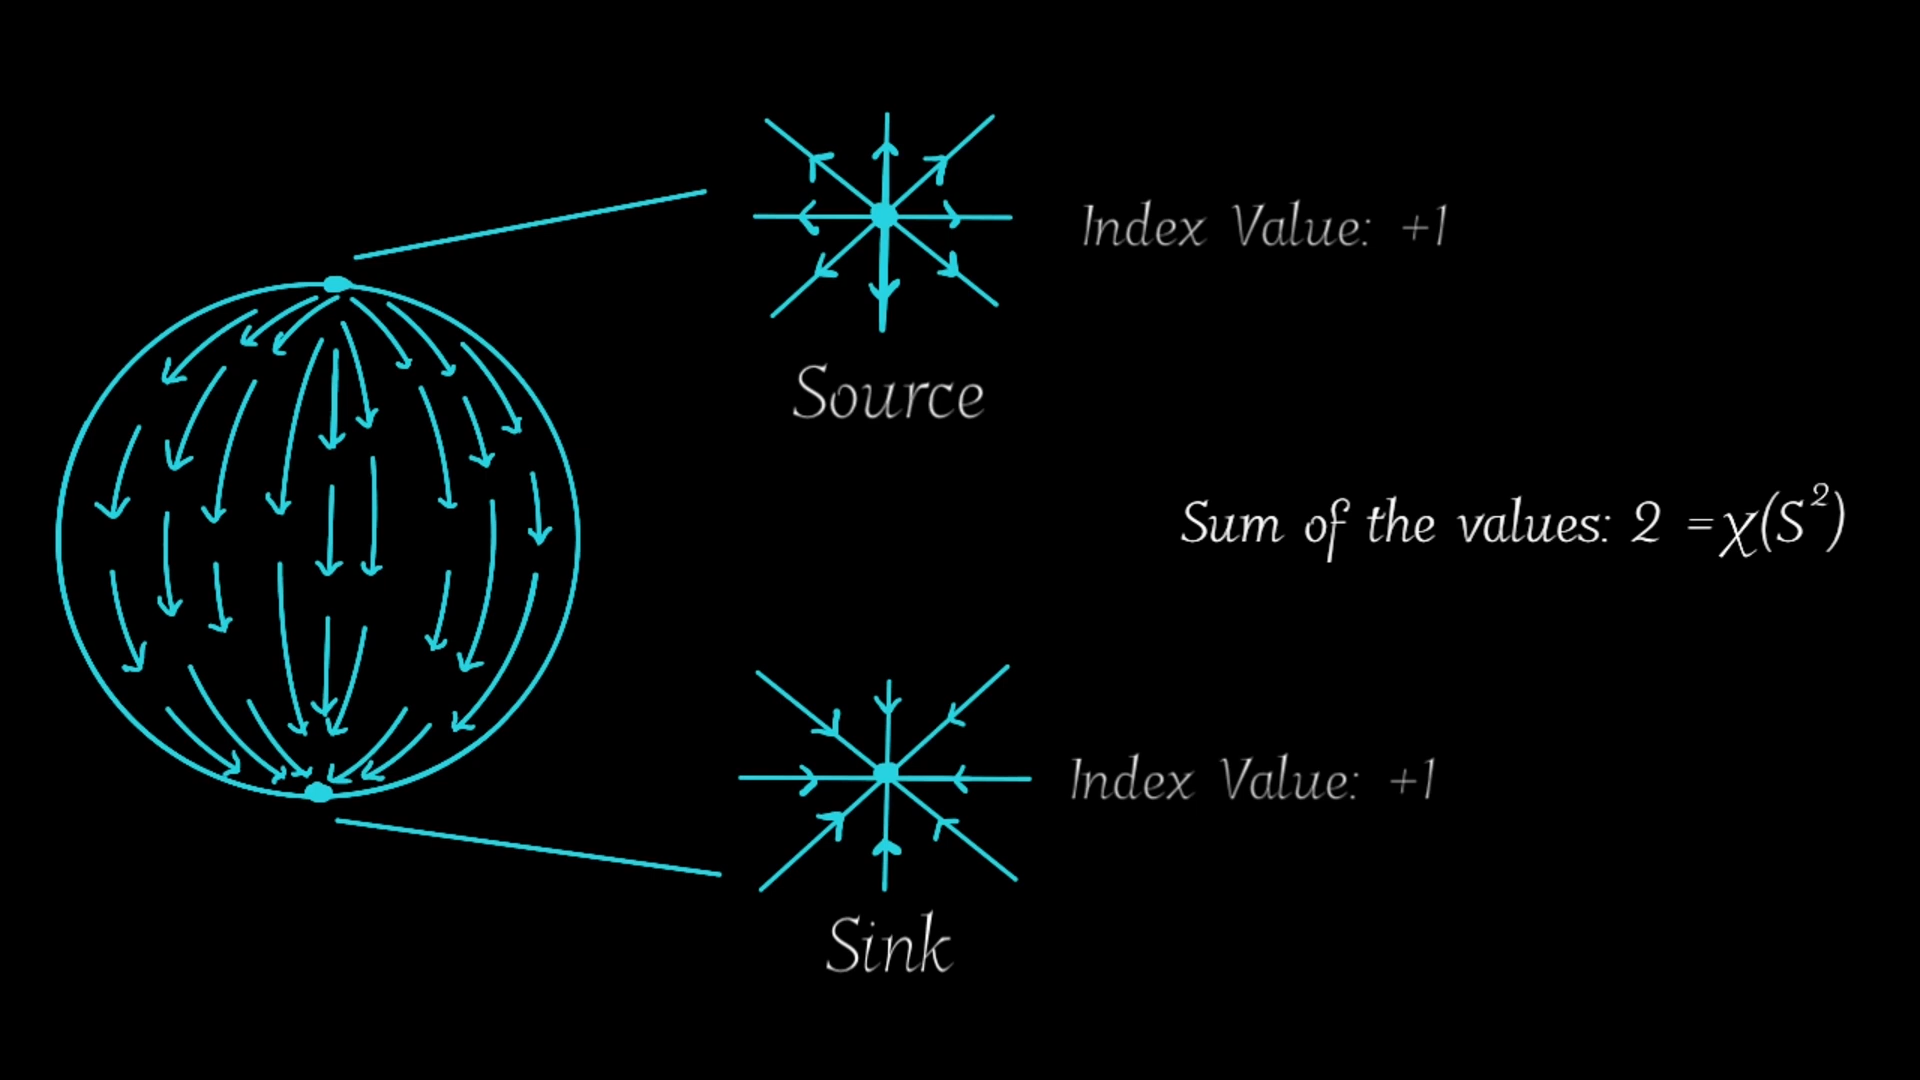 Index Value: +1
Source
Sum of the values: 2 =χ(S²)
Index Value: +1
Sink